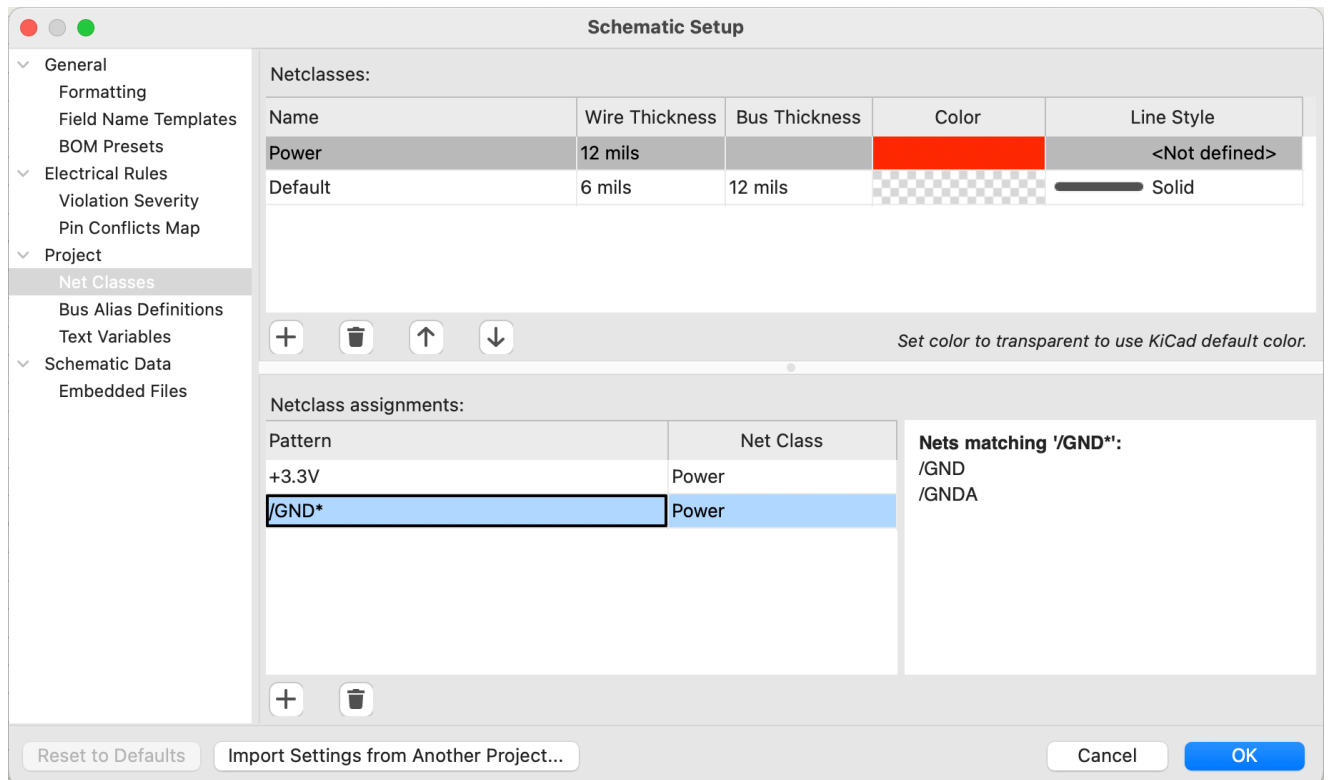 Schematic Setup
General
Formatting
Field Name Templates
BOM Presets
Electrical Rules
Violation Severity
Pin Conflicts Map
Project
Net Classes
Bus Alias Definitions
Text Variables
Schematic Data
Embedded Files
Netclasses:
Name Wire Thickness Bus Thickness Color Line Style
Power 12 mils <Not defined>
Default 6 mils 12 mils Solid
Set color to transparent to use KiCad default color.
Netclass assignments:
Pattern Net Class
+3.3V Power
/GND* Power
Nets matching '/GND*':
/GND
/GNDA
Reset to Defaults Import Settings from Another Project... Cancel OK